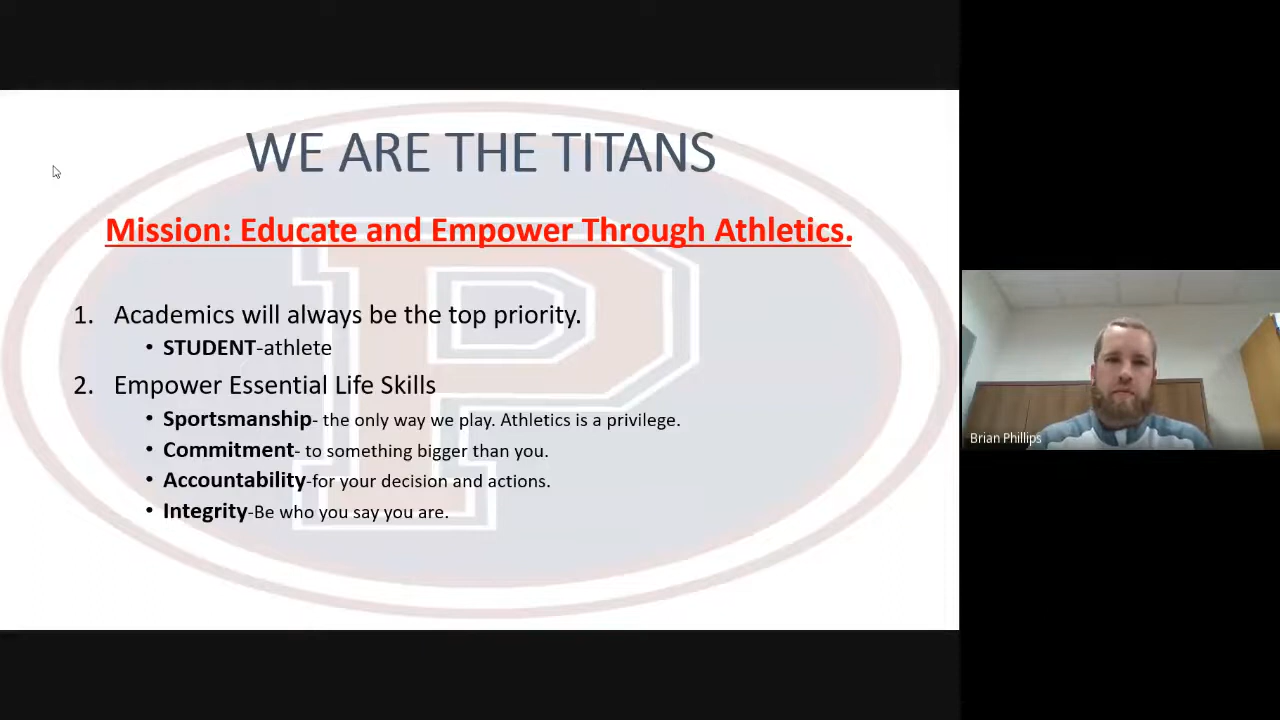 WE ARE THE TITANS
Mission: Educate and Empower Through Athletics.
1. Academics will always be the top priority.
• STUDENT-athlete
2. Empower Essential Life Skills
• Sportsmanship- the only way we play. Athletics is a privilege.
• Commitment- to something bigger than you.
• Accountability-for your decision and actions.
• Integrity-Be who you say you are.
P
Brian Phillips